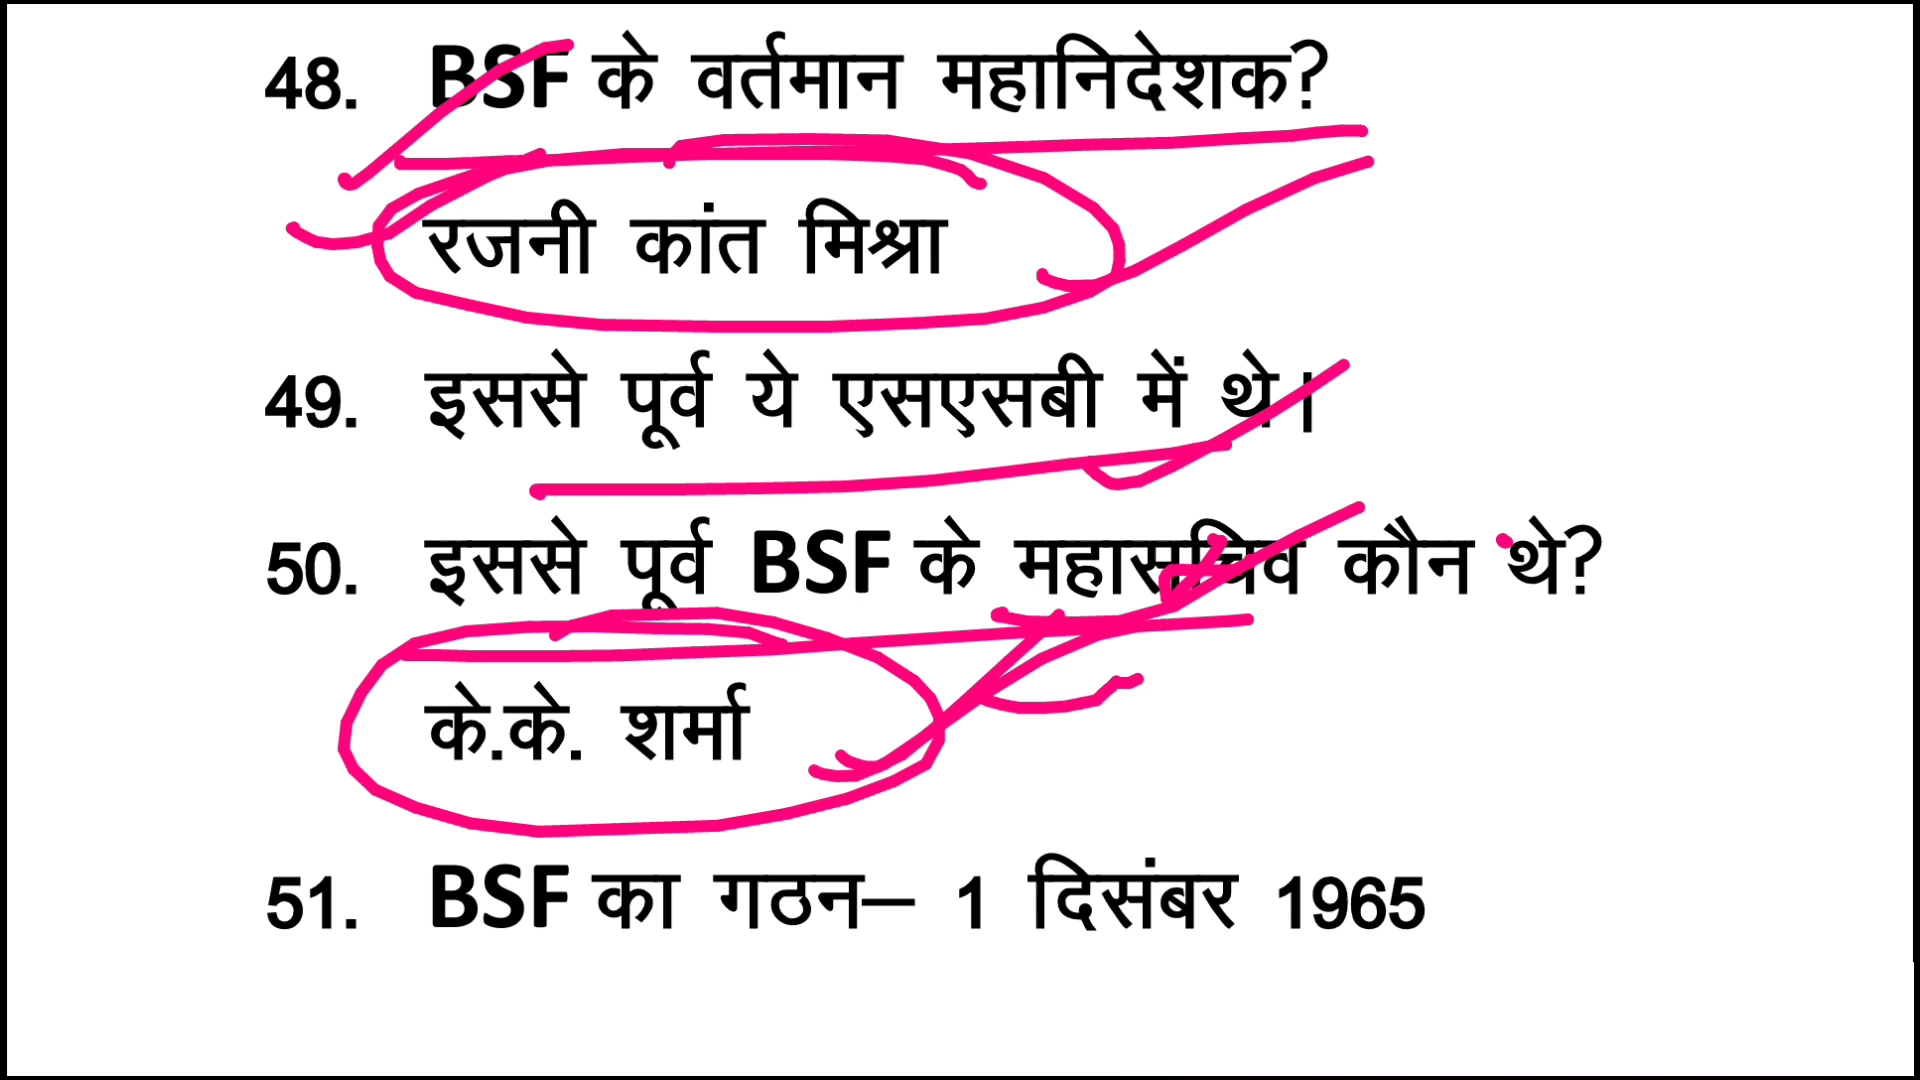 48. BSF के वर्तमान महानिदेशक?
रजनी कांत मिश्रा
49. इससे पूर्व ये एसएसबी में थे।
50. इससे पूर्व BSF के महासचिव कौन थे?
के.के. शर्मा
51. BSF का गठन– 1 दिसंबर 1965